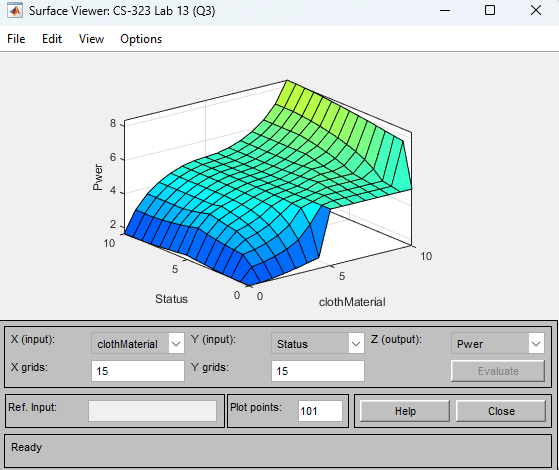 Surface Viewer: CS-323 Lab 13 (Q3)
File Edit View Options
8
6
4
2
Pwer
10
5
0
Status
0
5
10
clothMaterial
X (input): clothMaterial Y (input): Status Z (output): Pwer
X grids: 15 Y grids: 15 Evaluate
Ref. Input: Plot points: 101 Help Close
Ready